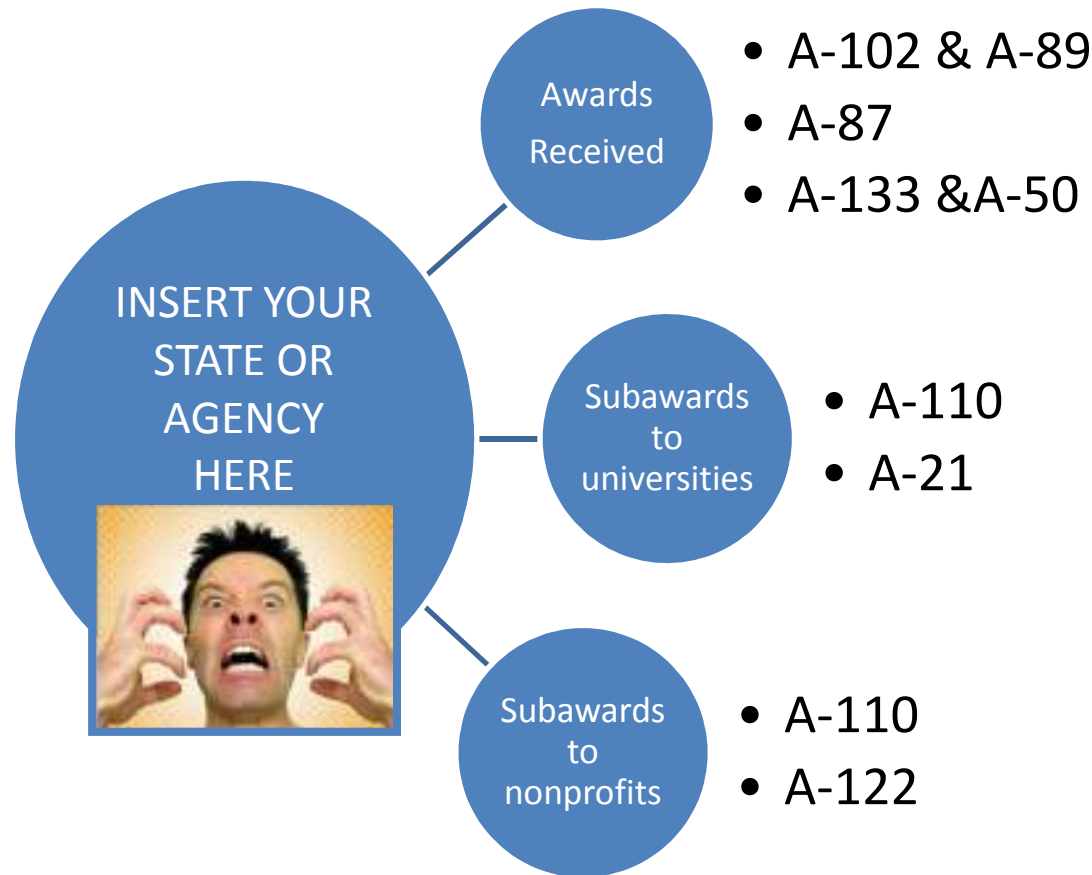 INSERT YOUR
STATE OR
AGENCY
HERE
Awards
Received
• A-102 & A-89
• A-87
• A-133 &A-50
Subawards
to
universities
• A-110
• A-21
Subawards
to
nonprofits
• A-110
• A-122